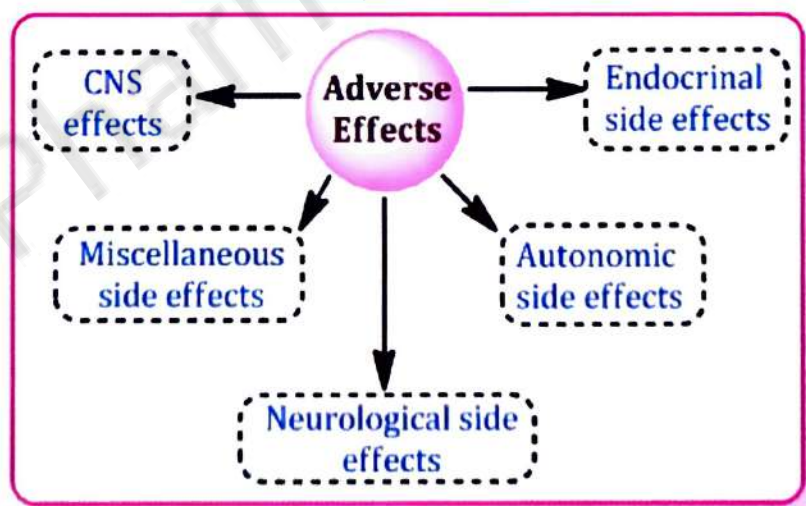 Adverse
Effects
CNS
effects
Endocrinal
side effects
Miscellaneous
side effects
Autonomic
side effects
Neurological side
effects